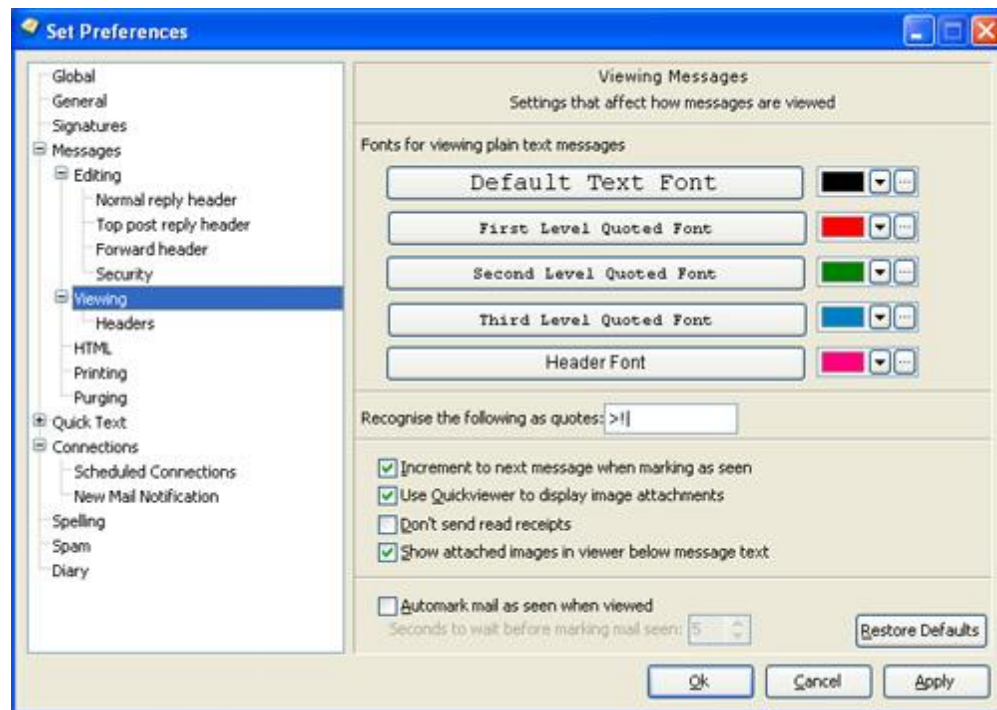 Set Preferences
Global
General
Signatures
Messages
Editing
Normal reply header
Top post reply header
Forward header
Security
Viewing
Headers
HTML
Printing
Purging
Quick Text
Connections
Scheduled Connections
New Mail Notification
Spelling
Spam
Diary
Viewing Messages
Settings that affect how messages are viewed
Fonts for viewing plain text messages
Default Text Font
First Level Quoted Font
Second Level Quoted Font
Third Level Quoted Font
Header Font
Recognise the following as quotes: >!|
Increment to next message when marking as seen
Use Quickviewer to display image attachments
Don't send read receipts
Show attached images in viewer below message text
Automark mail as seen when viewed
Seconds to wait before marking mail seen: 5
Restore Defaults
Ok Cancel Apply